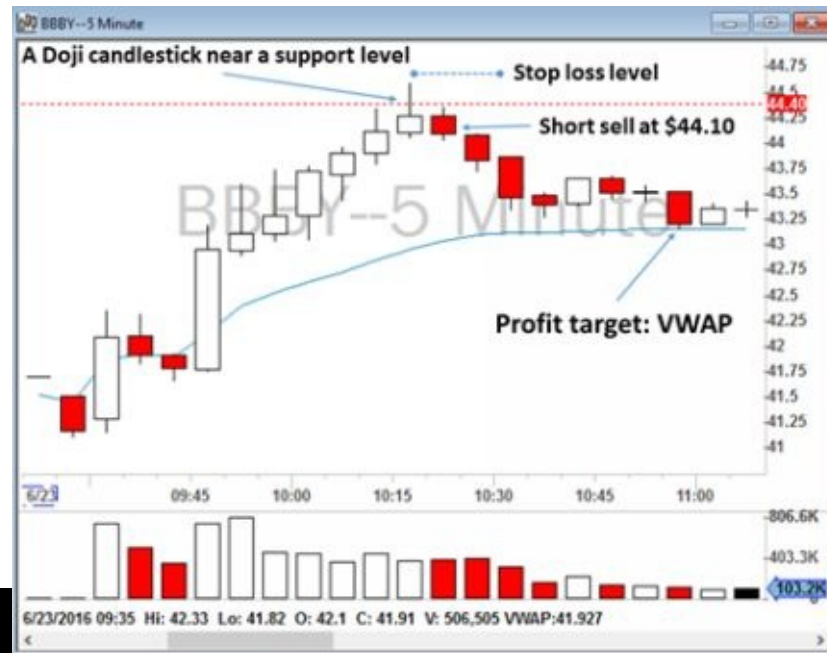 BBBY--5 Minute
A Doji candlestick near a support level
Stop loss level
Short sell at $44.10
BBBY--5 Minute
Profit target: VWAP
44.75
44.5
44.40
44.25
44
43.75
43.5
43.25
43
42.75
42.5
42.25
42
41.75
41.5
41.25
41
6/23 09:45 10:00 10:15 10:30 10:45 11:00
806.6K
403.3K
103.2K
6/23/2016 09:35 Hi: 42.33 Lo: 41.82 O: 42.1 C: 41.91 V: 506,505 VWAP:41.927